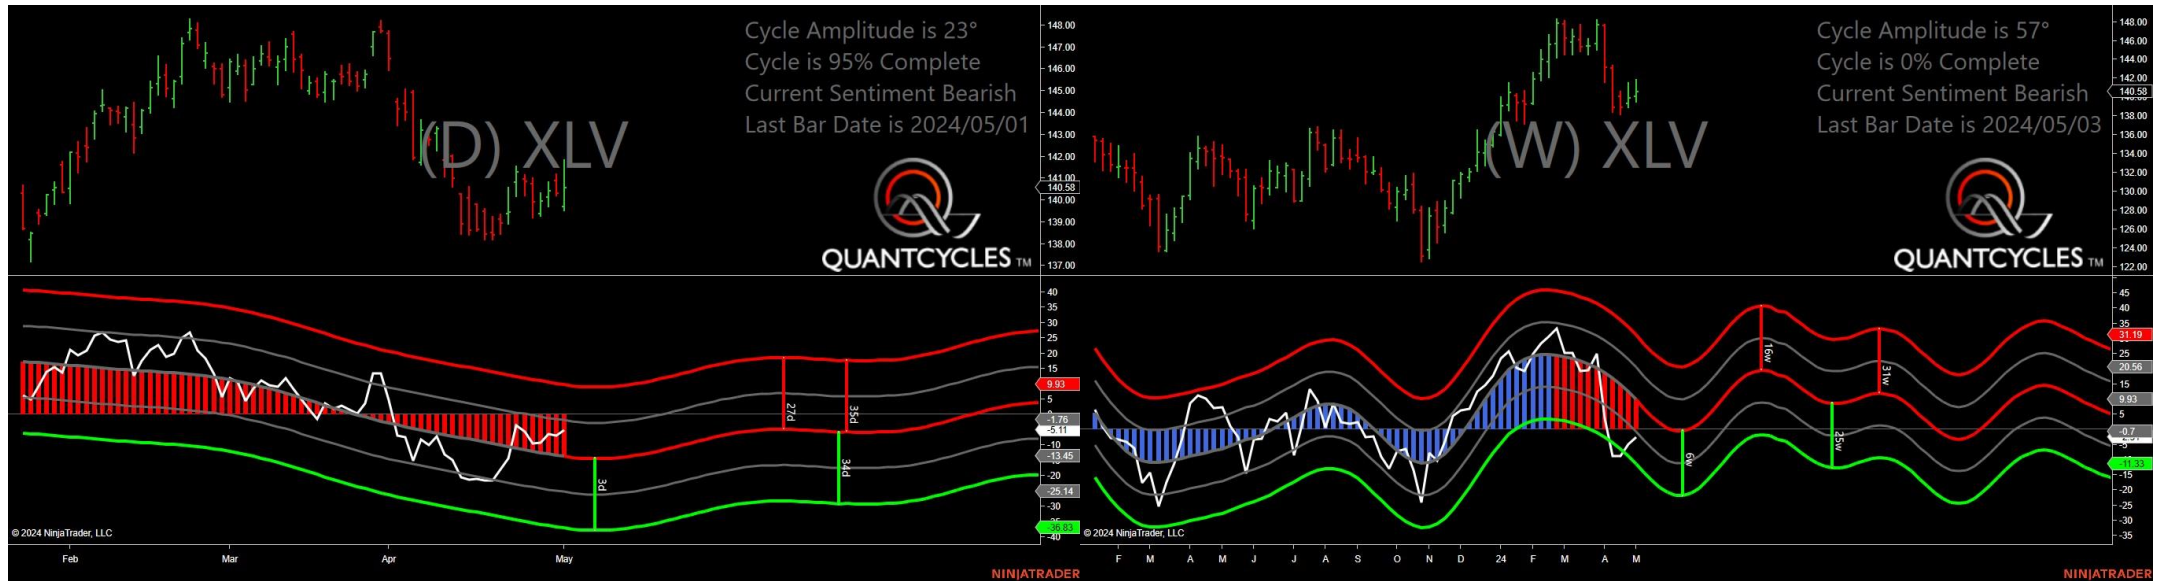 Cycle Amplitude is 23°
Cycle is 95% Complete
Current Sentiment Bearish
Last Bar Date is 2024/05/01
(D) XLV
QUANTCYCLES TM
148.00
147.00
146.00
145.00
144.00
143.00
142.00
141.00
140.58
140.00
139.00
138.00
137.00
40
35
30
25
20
15
9.93
5
-1.76
-5.11
-10
-13.45
-20
-25.14
-30
-36.83
-40
27d
35d
3d
34d
© 2024 NinjaTrader, LLC
Feb Mar Apr May
NINJATRADER
Cycle Amplitude is 57°
Cycle is 0% Complete
Current Sentiment Bearish
Last Bar Date is 2024/05/03
(W) XLV
QUANTCYCLES TM
148.00
146.00
144.00
142.00
140.58
138.00
136.00
134.00
132.00
130.00
128.00
126.00
124.00
122.00
45
40
35
31.19
25
20.56
15
9.93
5
-0.7
-5
-11.33
-15
-20
-25
-30
-35
16w
31w
6w
25w
© 2024 NinjaTrader, LLC
F M A M J J A S O N D 24 F M A M
NINJATRADER